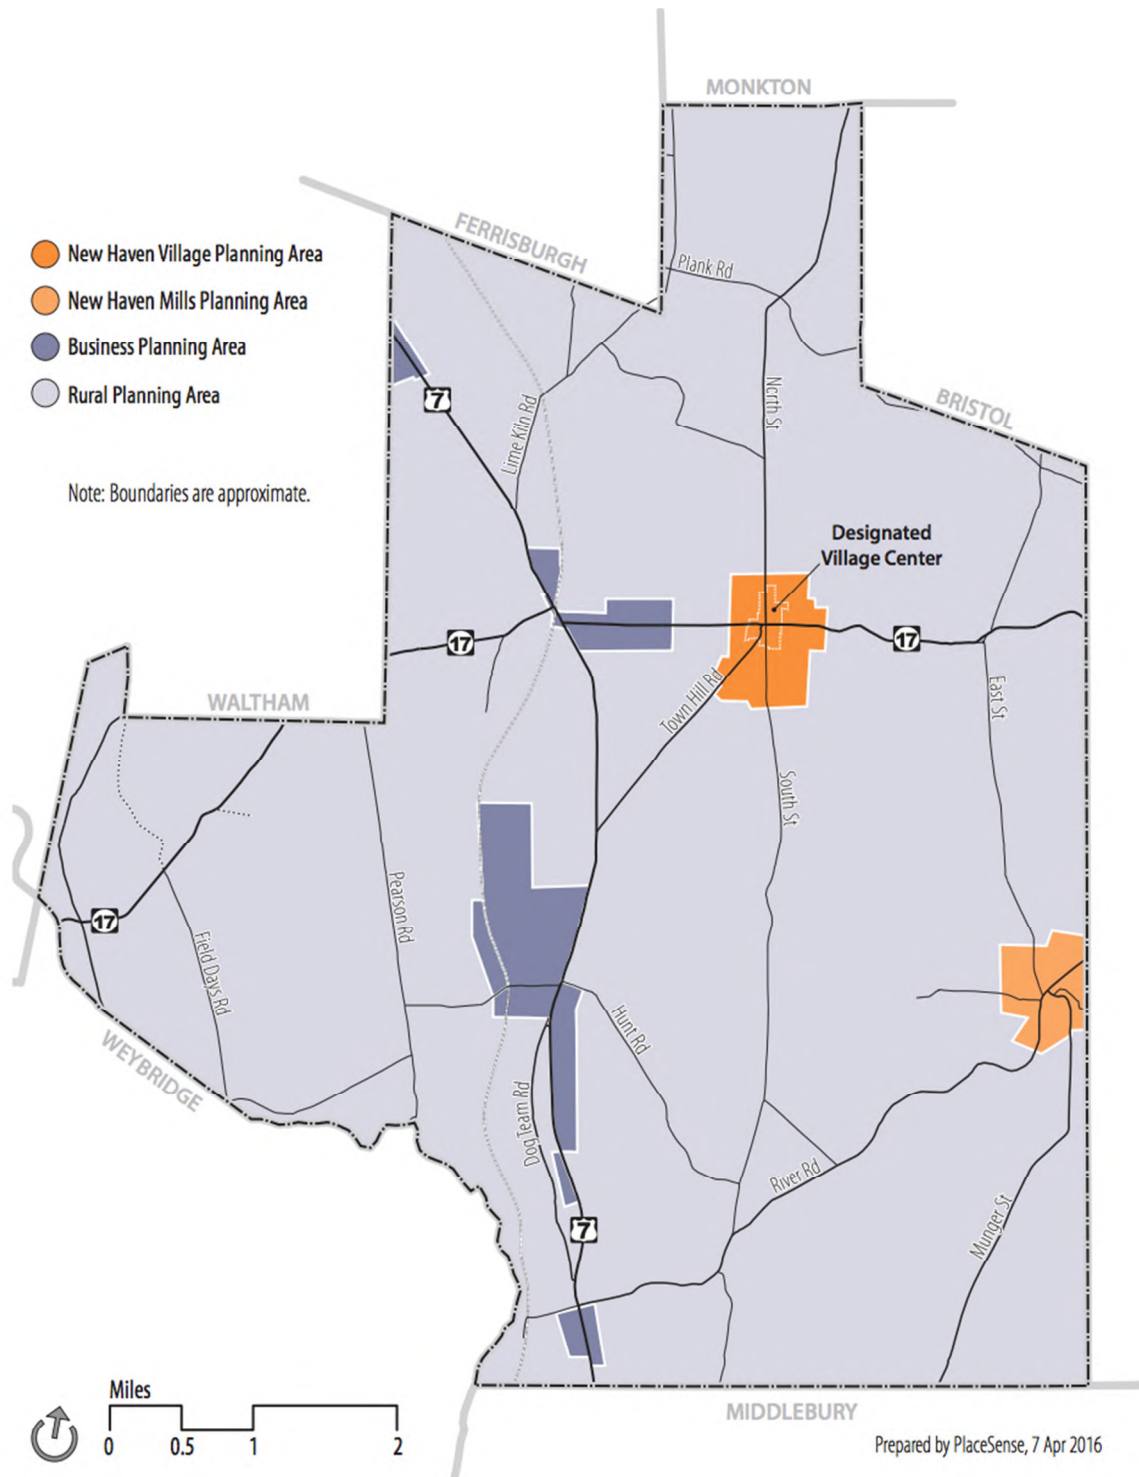 MONKTON
FERRISBURGH
New Haven Village Planning Area
New Haven Mills Planning Area
Business Planning Area
Rural Planning Area
Note: Boundaries are approximate.
Plank Rd
7
Lime Kiln Rd
North St
BRISTOL
Designated
Village Center
17
17
WALTHAM
Town Hill Rd
East St
South St
Pearson Rd
17
Field Days Rd
WEYBRIDGE
Hunt Rd
Dog Team Rd
River Rd
Munger St
7
Miles
0 0.5 1 2
MIDDLEBURY
Prepared by PlaceSense, 7 Apr 2016